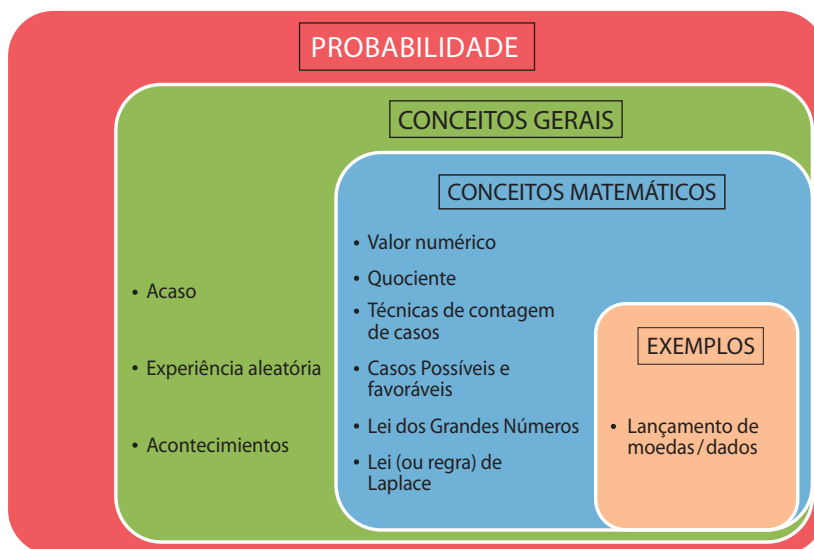 PROBABILIDADE
CONCEITOS GERAIS
• Acaso
• Experiência aleatória
• Acontecimientos
CONCEITOS MATEMÁTICOS
• Valor numérico
• Quociente
• Técnicas de contagem
de casos
• Casos Possíveis e
favoráveis
• Lei dos Grandes Números
• Lei (ou regra) de
Laplace
EXEMPLOS
• Lançamento de
moedas/dados